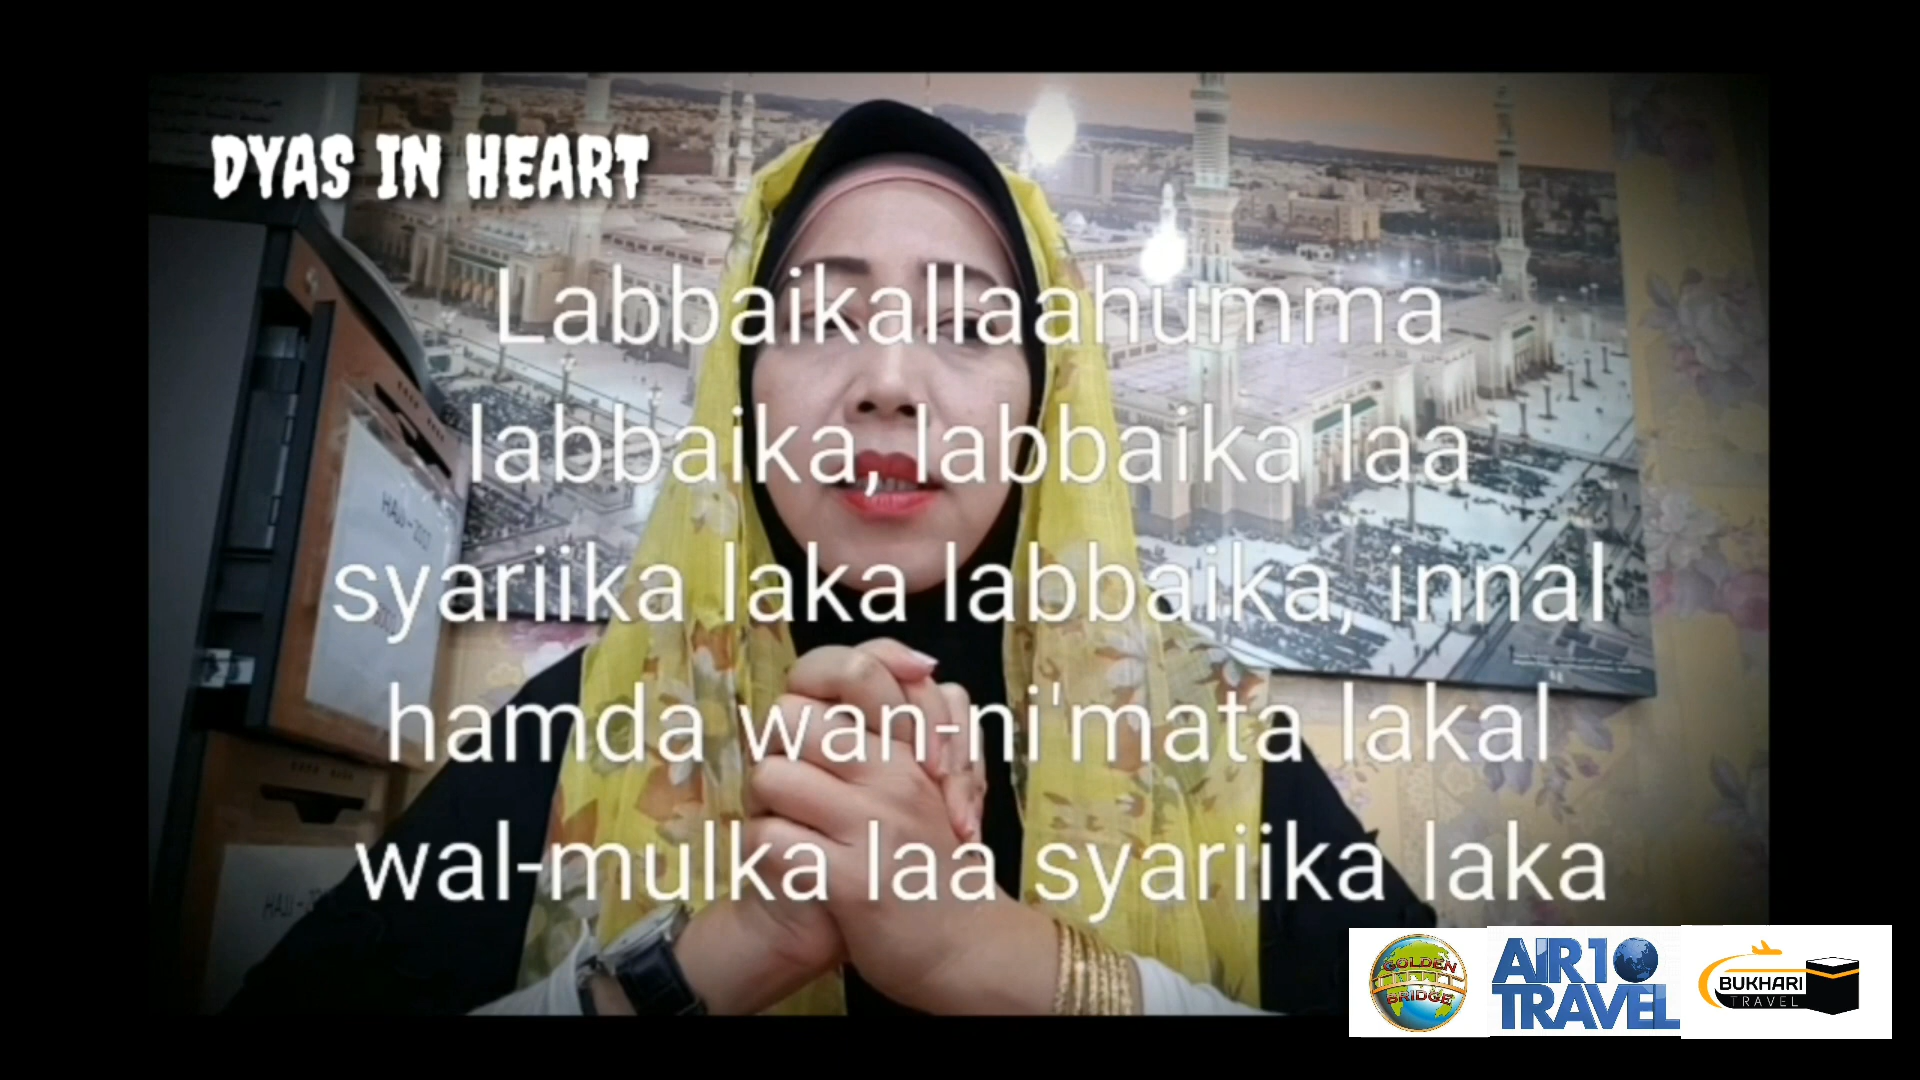 DYAS IN HEART
Labbaikallaahumma
labbaika, labbaika laa
syariika laka labbaika, innal
hamda wan-ni'mata lakal
wal-mulka laa syariika laka
GOLDEN
BRIDGE
AIR10
TRAVEL
BUKHARI
TRAVEL